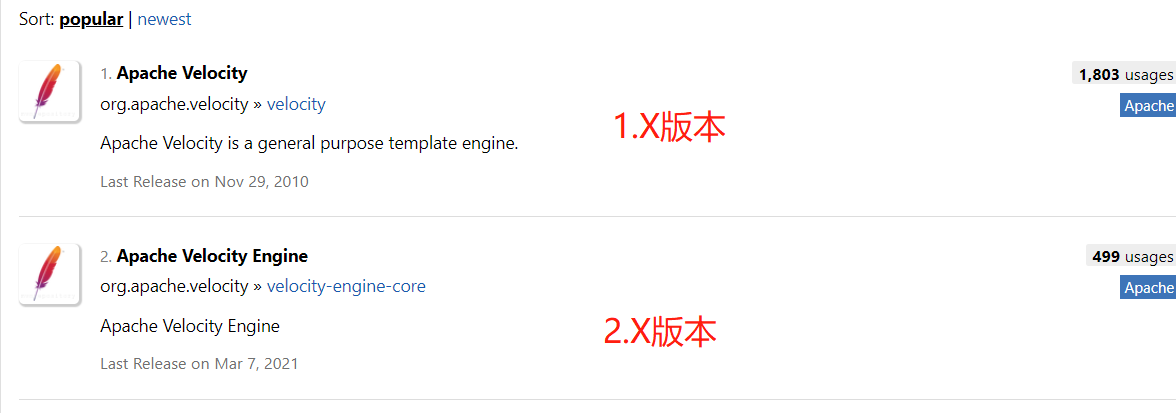 Sort: popular | newest
1. Apache Velocity
1,803 usages
org.apache.velocity » velocity
Apache
1.X版本
Apache Velocity is a general purpose template engine.
Last Release on Nov 29, 2010
2. Apache Velocity Engine
499 usages
org.apache.velocity » velocity-engine-core
Apache
Apache Velocity Engine
2.X版本
Last Release on Mar 7, 2021